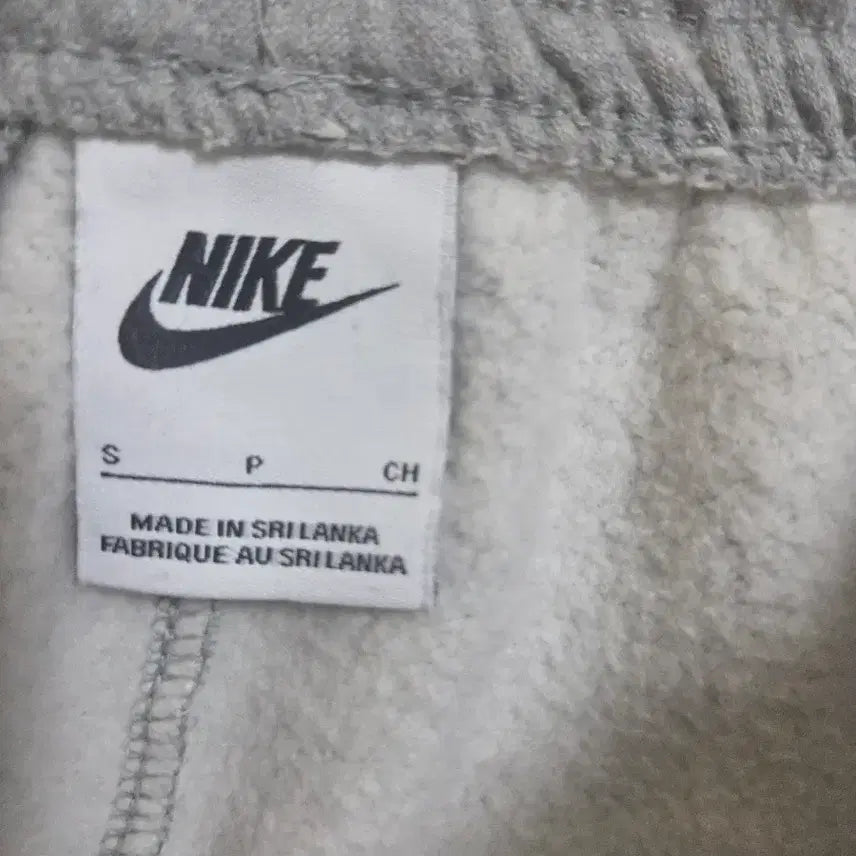 NIKE
S P CH
MADE IN SRI LANKA
FABRIQUE AU SRI LANKA